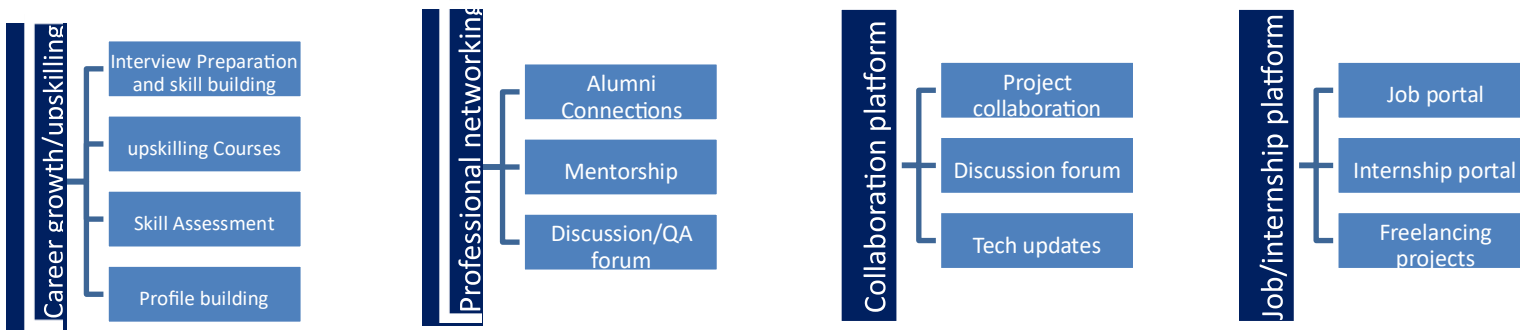 Career growth/upskilling
Interview Preparation
and skill building
upskilling Courses
Skill Assessment
Profile building
Professional networking
Alumni
Connections
Mentorship
Discussion/QA
forum
Collaboration platform
Project
collaboration
Discussion forum
Tech updates
Job/internship platform
Job portal
Internship portal
Freelancing
projects